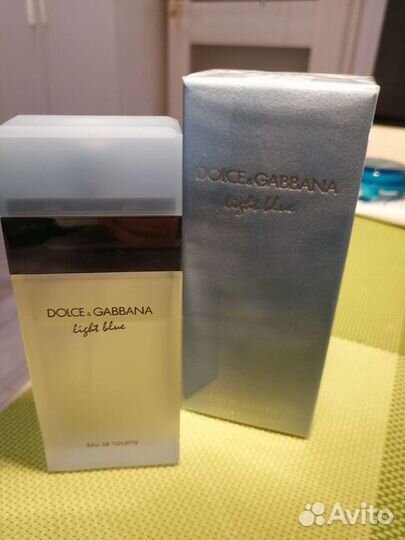 DOLCE & GABBANA
light blue
EAU DE TOILETTE
DOLCE & GABBANA
light blue
Avito